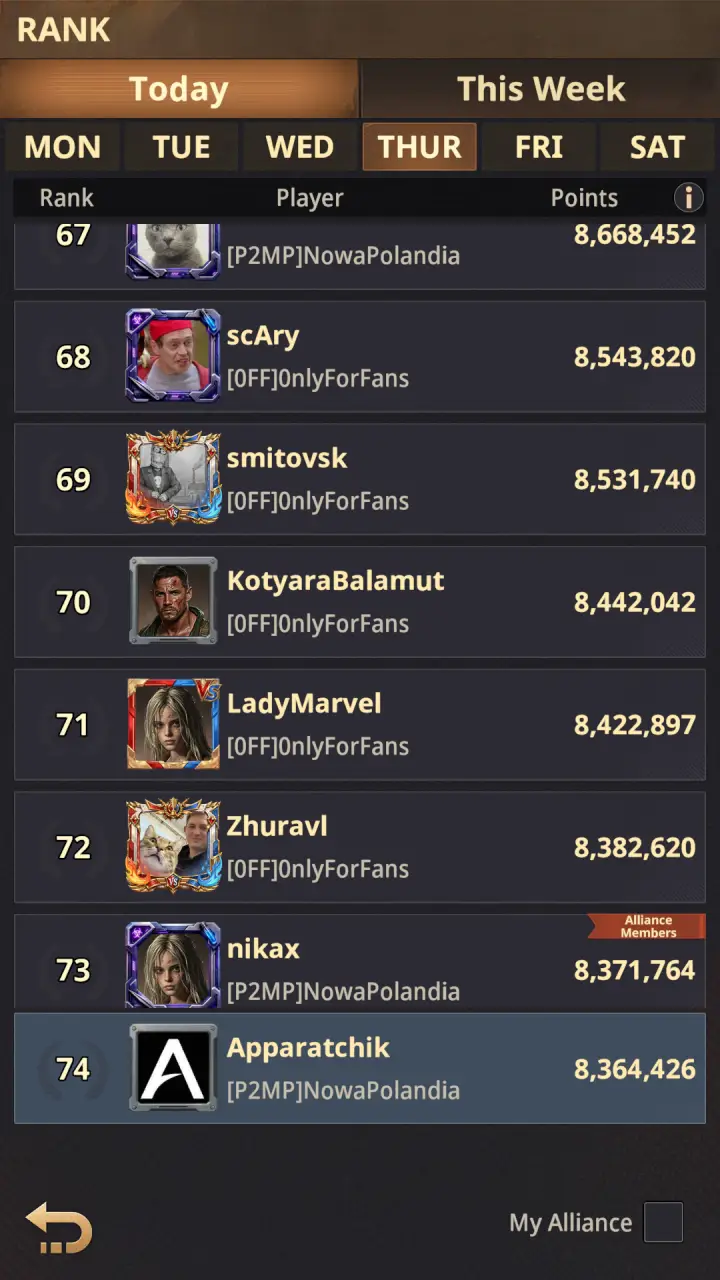 RANK
Today
This Week
MON
TUE
WED
THUR
FRI
SAT
Rank
Player
Points
67
[P2MP]NowaPolandia
8,668,452
68
scAry
[0FF]0nlyForFans
8,543,820
69
smitovsk
[0FF]0nlyForFans
8,531,740
70
KotyaraBalamut
[0FF]0nlyForFans
8,442,042
71
LadyMarvel
[0FF]0nlyForFans
8,422,897
72
Zhuravl
[0FF]0nlyForFans
8,382,620
Alliance
Members
73
nikax
[P2MP]NowaPolandia
8,371,764
74
Apparatchik
[P2MP]NowaPolandia
8,364,426
My Alliance